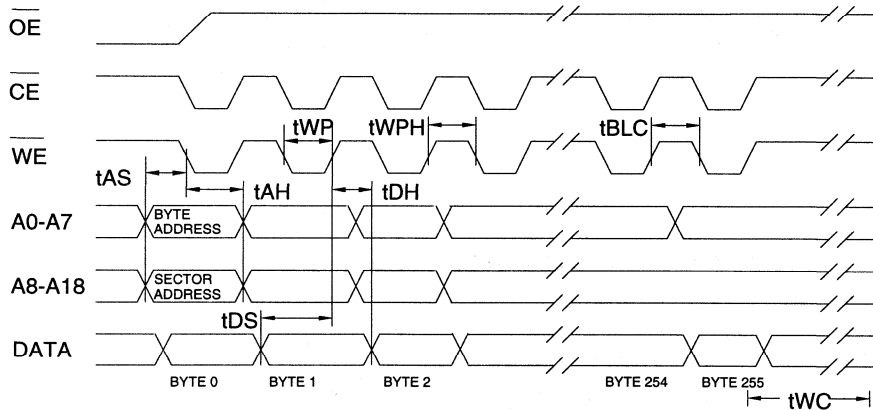 OE
CE
tWP
tWPH
tBLC
WE
tAS
tAH
tDH
A0-A7
BYTE
ADDRESS
A8-A18
SECTOR
ADDRESS
tDS
DATA
BYTE 0
BYTE 1
BYTE 2
BYTE 254
BYTE 255
tWC